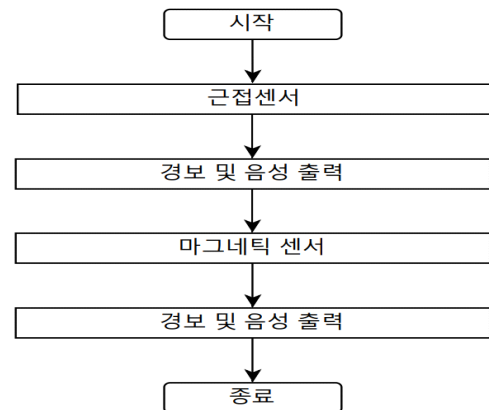 시작
근접센서
경보 및 음성 출력
마그네틱 센서
경보 및 음성 출력
종료